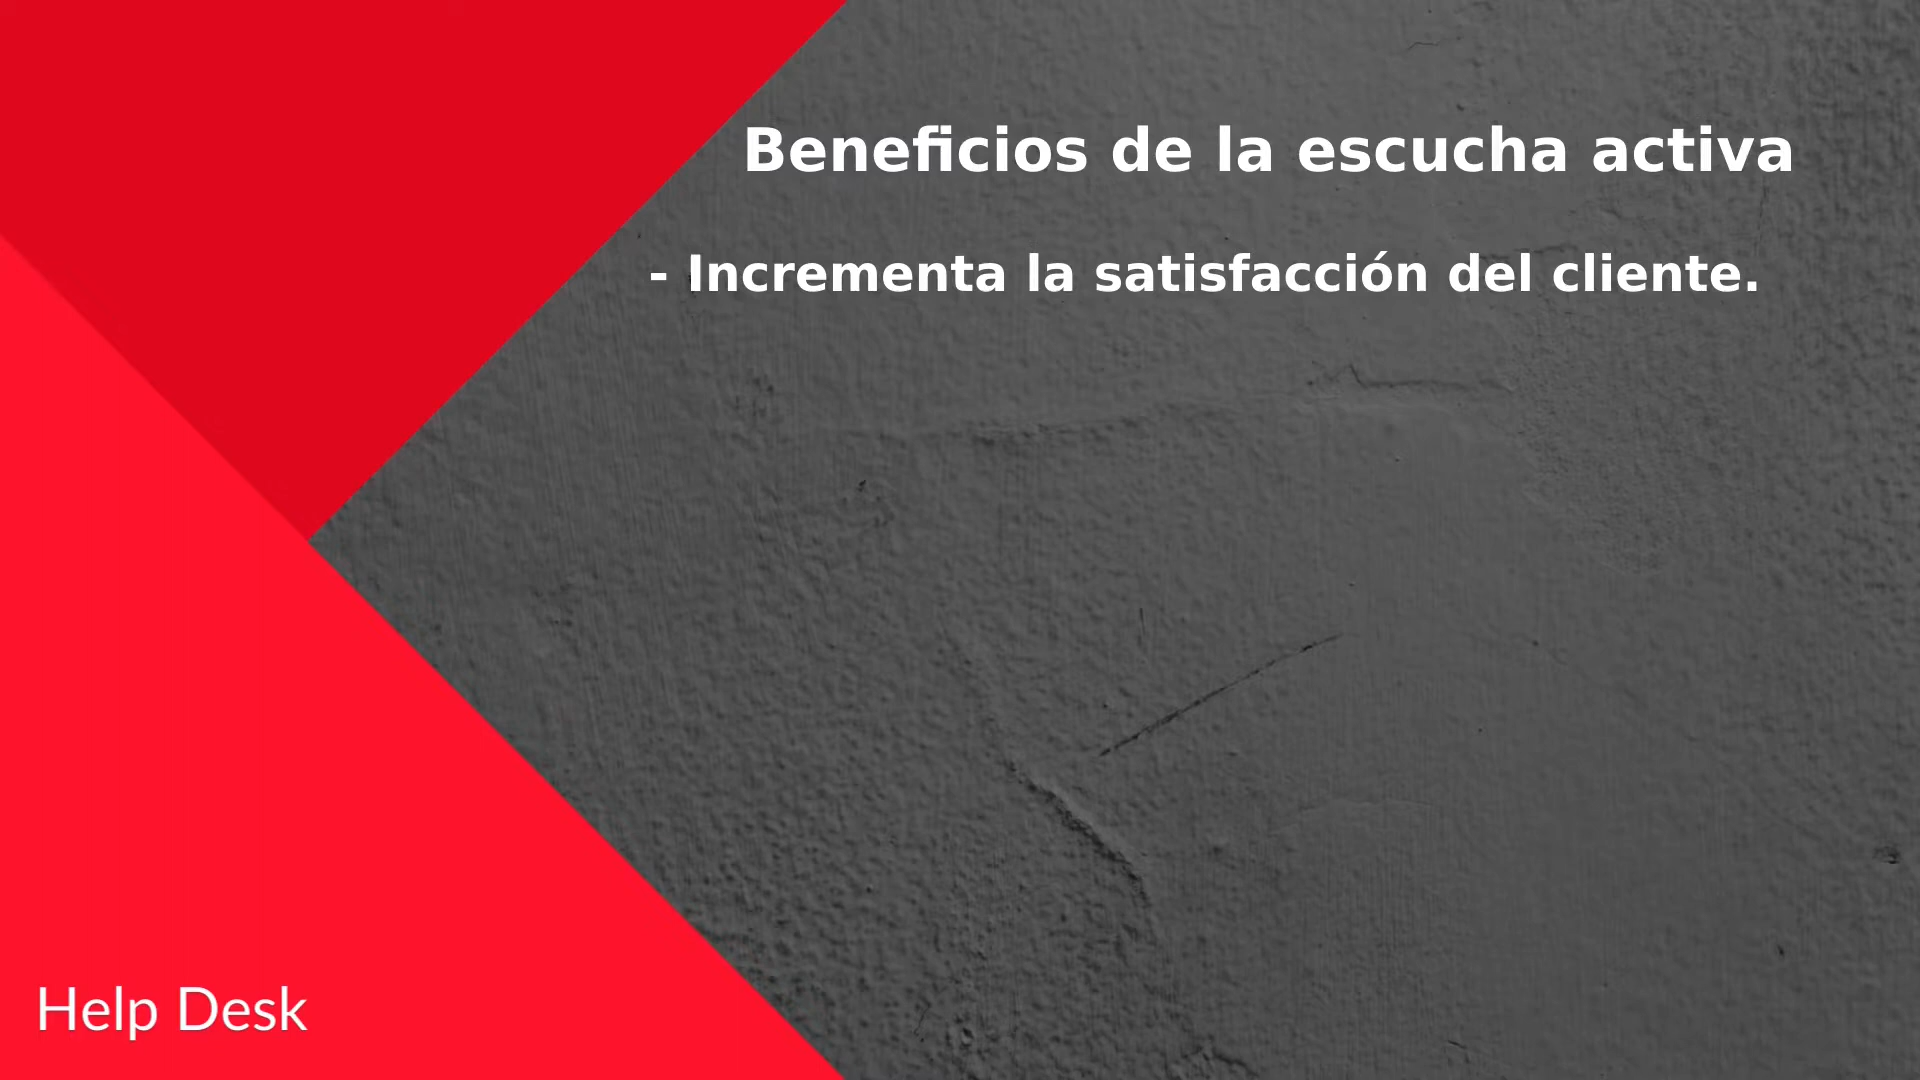 Beneficios de la escucha activa
- Incrementa la satisfacción del cliente.
Help Desk